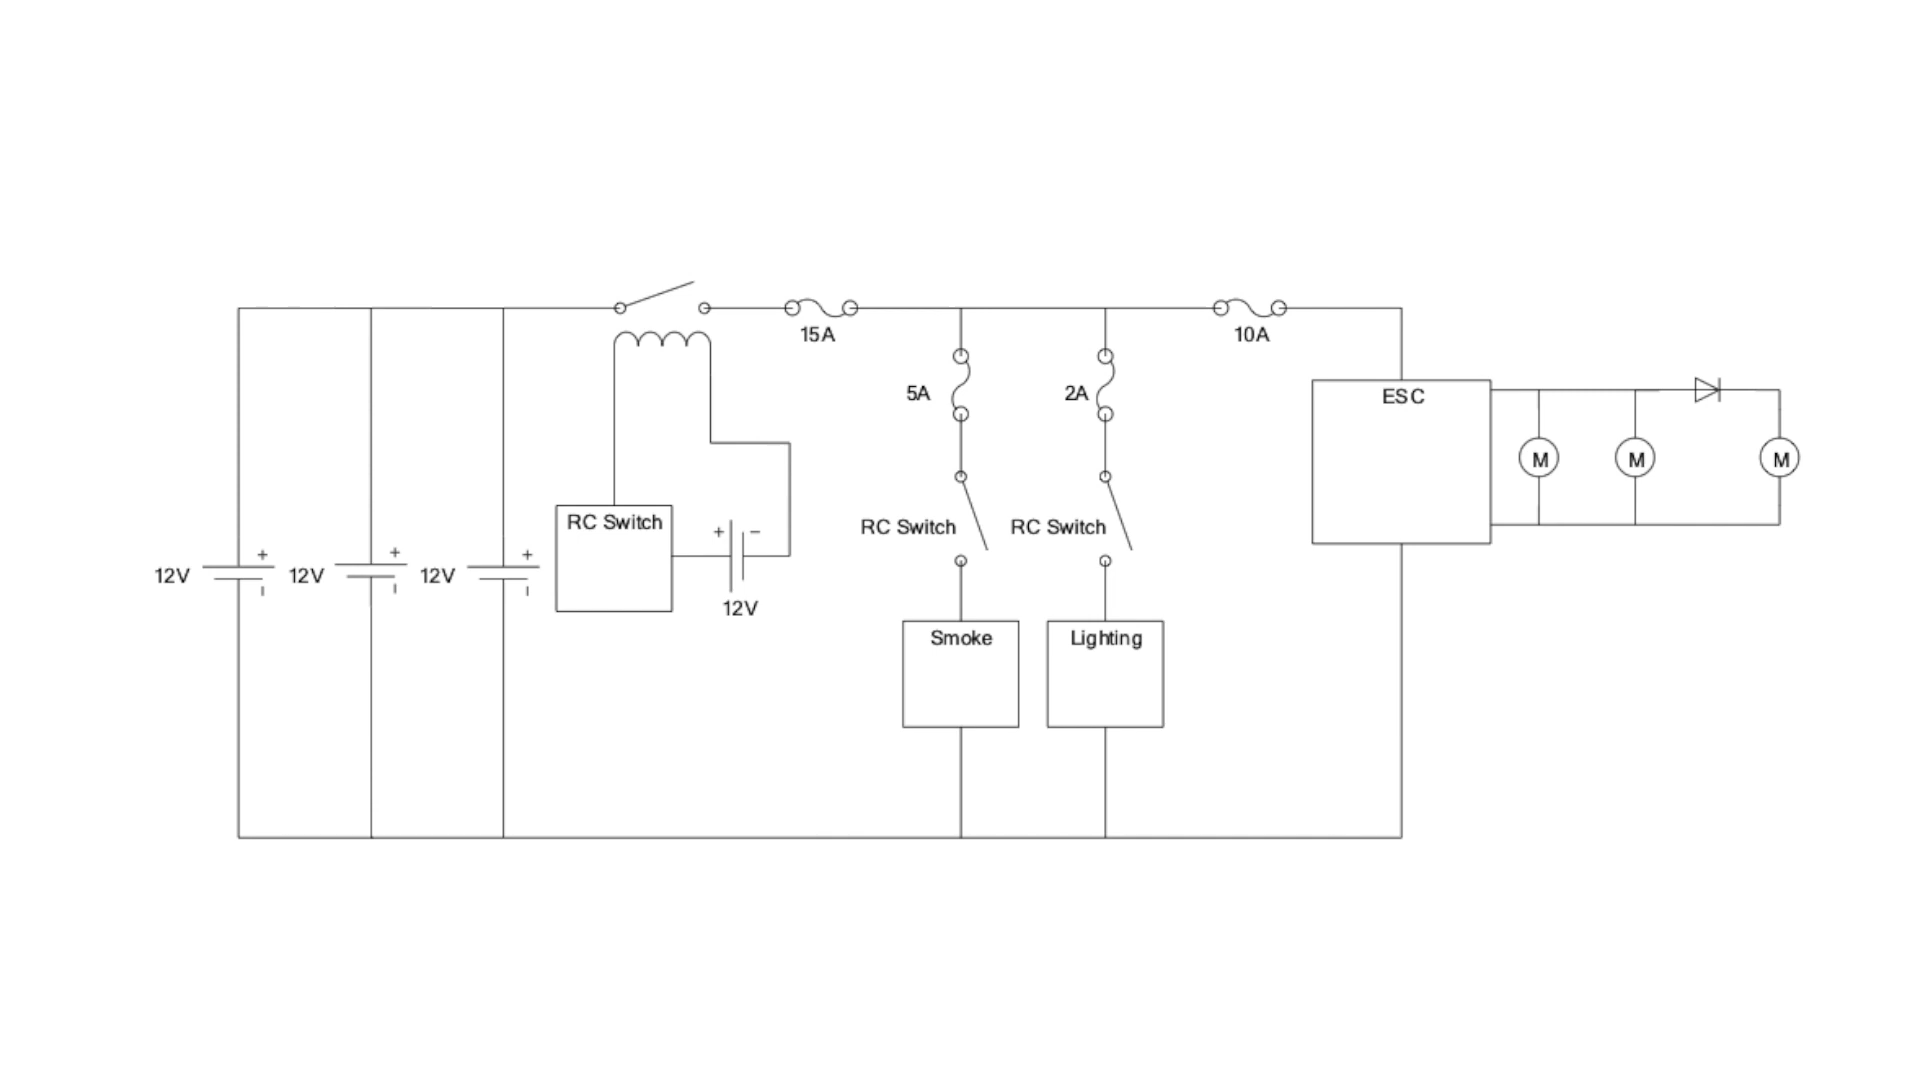 15A
10A
5A
2A
ESC
M
M
M
RC Switch
RC Switch
RC Switch
+
−
+
−
+
−
+
−
12V
12V
12V
12V
Smoke
Lighting